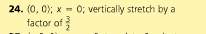 24. (0, 0); x = 0; vertically stretch by a
factor of 3/2